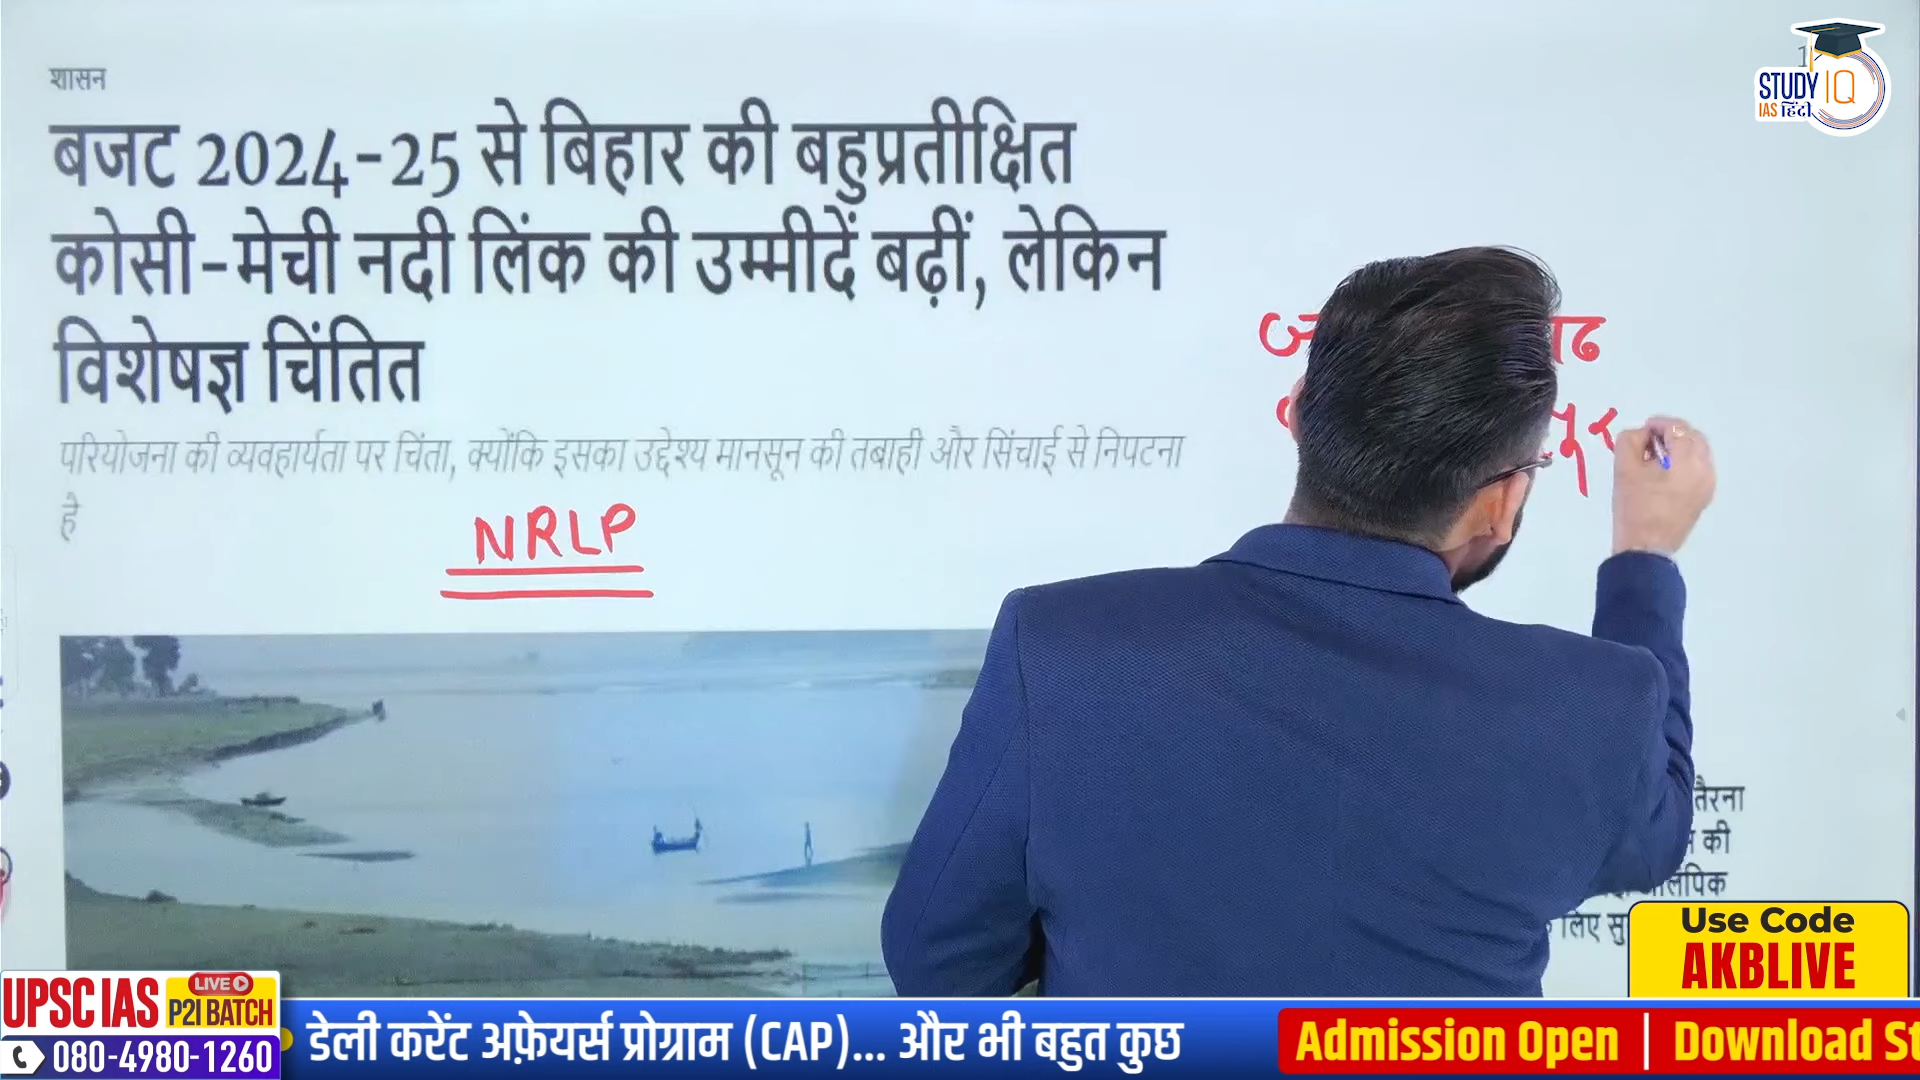 शासन
बजट 2024-25 से बिहार की बहुप्रतीक्षित
कोसी-मेची नदी लिंक की उम्मीदें बढ़ीं, लेकिन
विशेषज्ञ चिंतित
परियोजना की व्यवहार्यता पर चिंता, क्योंकि इसका उद्देश्य मानसून की तबाही और सिंचाई से निपटना
है
NRLP
STUDY IQ
IAS हिंदी
तैरना
की
लिए
Use Code
AKBLIVE
UPSC IAS
LIVE
P2I BATCH
080-4980-1260
डेली करेंट अफ़ेयर्स प्रोग्राम (CAP)... और भी बहुत कुछ
Admission Open | Download